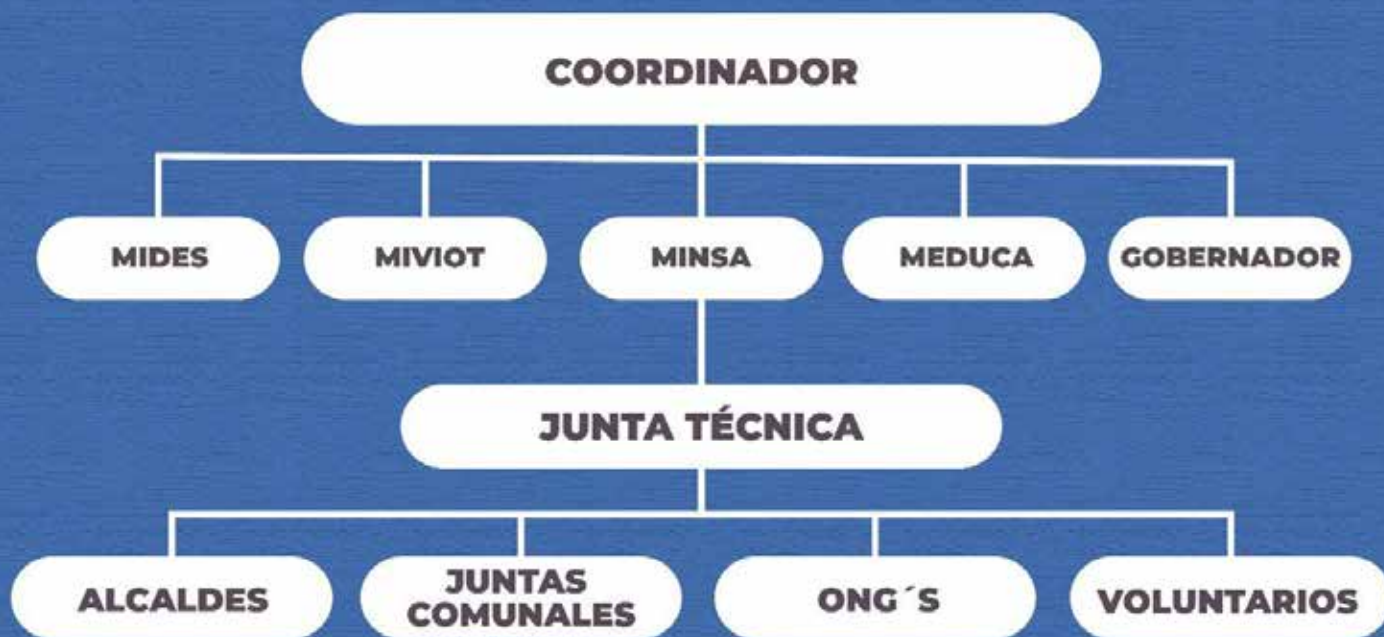 COORDINADOR
MIDES
MIVIOT
MINSA
MEDUCA
GOBERNADOR
JUNTA TÉCNICA
ALCALDES
JUNTAS
COMUNALES
ONG´S
VOLUNTARIOS